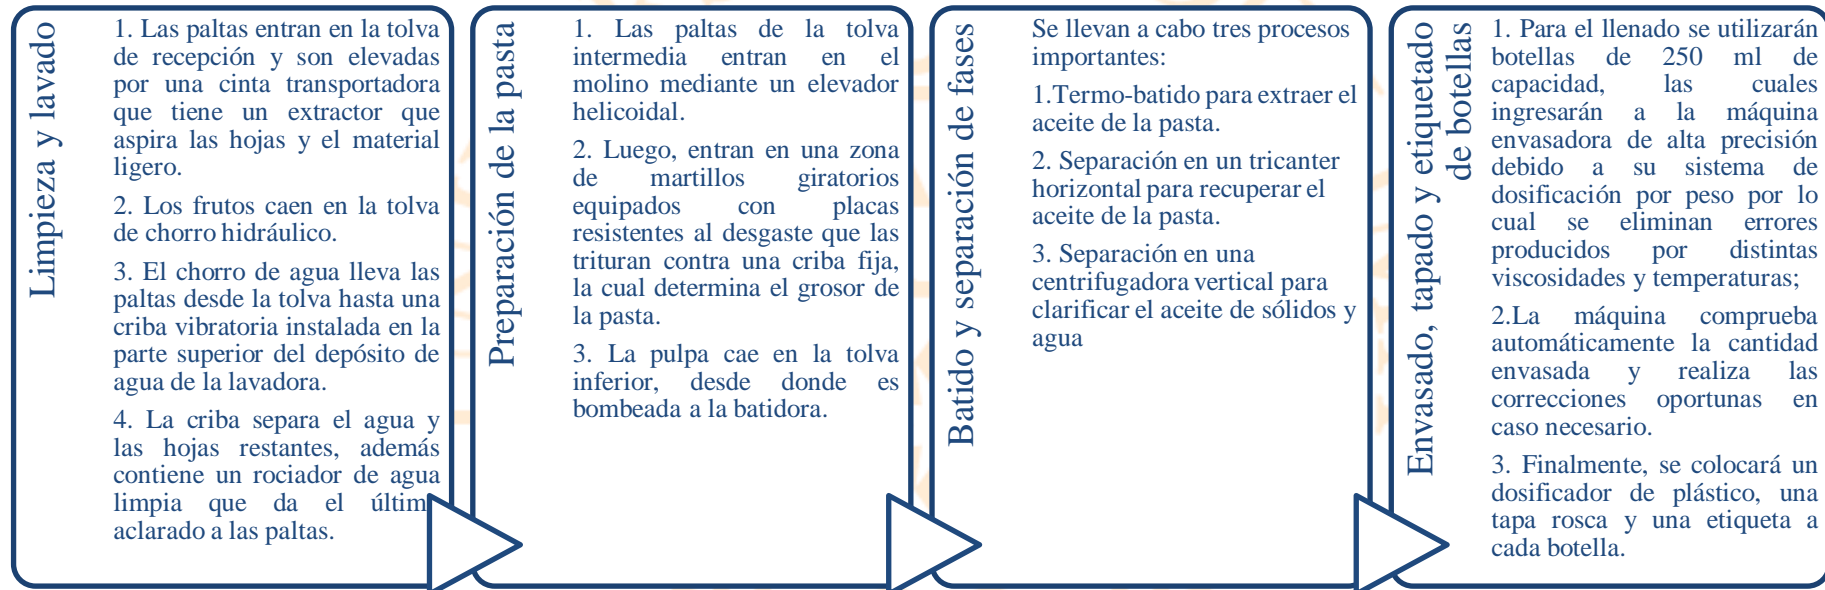 Limpieza y lavado
1. Las paltas entran en la tolva
de recepción y son elevadas
por una cinta transportadora
que tiene un extractor que
aspira las hojas y el material
ligero.
2. Los frutos caen en la tolva
de chorro hidráulico.
3. El chorro de agua lleva las
paltas desde la tolva hasta una
criba vibratoria instalada en la
parte superior del depósito de
agua de la lavadora.
4. La criba separa el agua y
las hojas restantes, además
contiene un rociador de agua
limpia que da el últim
aclarado a las paltas.
Preparación de la pasta
1. Las paltas de la tolva
intermedia entran en el
molino mediante un elevador
helicoidal.
2. Luego, entran en una zona
de martillos giratorios
equipados con placas
resistentes al desgaste que las
trituran contra una criba fija,
la cual determina el grosor de
la pasta.
3. La pulpa cae en la tolva
inferior, desde donde es
bombeada a la batidora.
Batido y separación de fases
Se llevan a cabo tres procesos
importantes:
1.Termo-batido para extraer el
aceite de la pasta.
2. Separación en un tricanter
horizontal para recuperar el
aceite de la pasta.
3. Separación en una
centrifugadora vertical para
clarificar el aceite de sólidos y
agua
Envasado, tapado y etiquetado
de botellas
1. Para el llenado se utilizarán
botellas de 250 ml de
capacidad, las cuales
ingresarán a la máquina
envasadora de alta precisión
debido a su sistema de
dosificación por peso por lo
cual se eliminan errores
producidos por distintas
viscosidades y temperaturas;
2.La máquina comprueba
automáticamente la cantidad
envasada y realiza las
correcciones oportunas en
caso necesario.
3. Finalmente, se colocará un
dosificador de plástico, una
tapa rosca y una etiqueta a
cada botella.